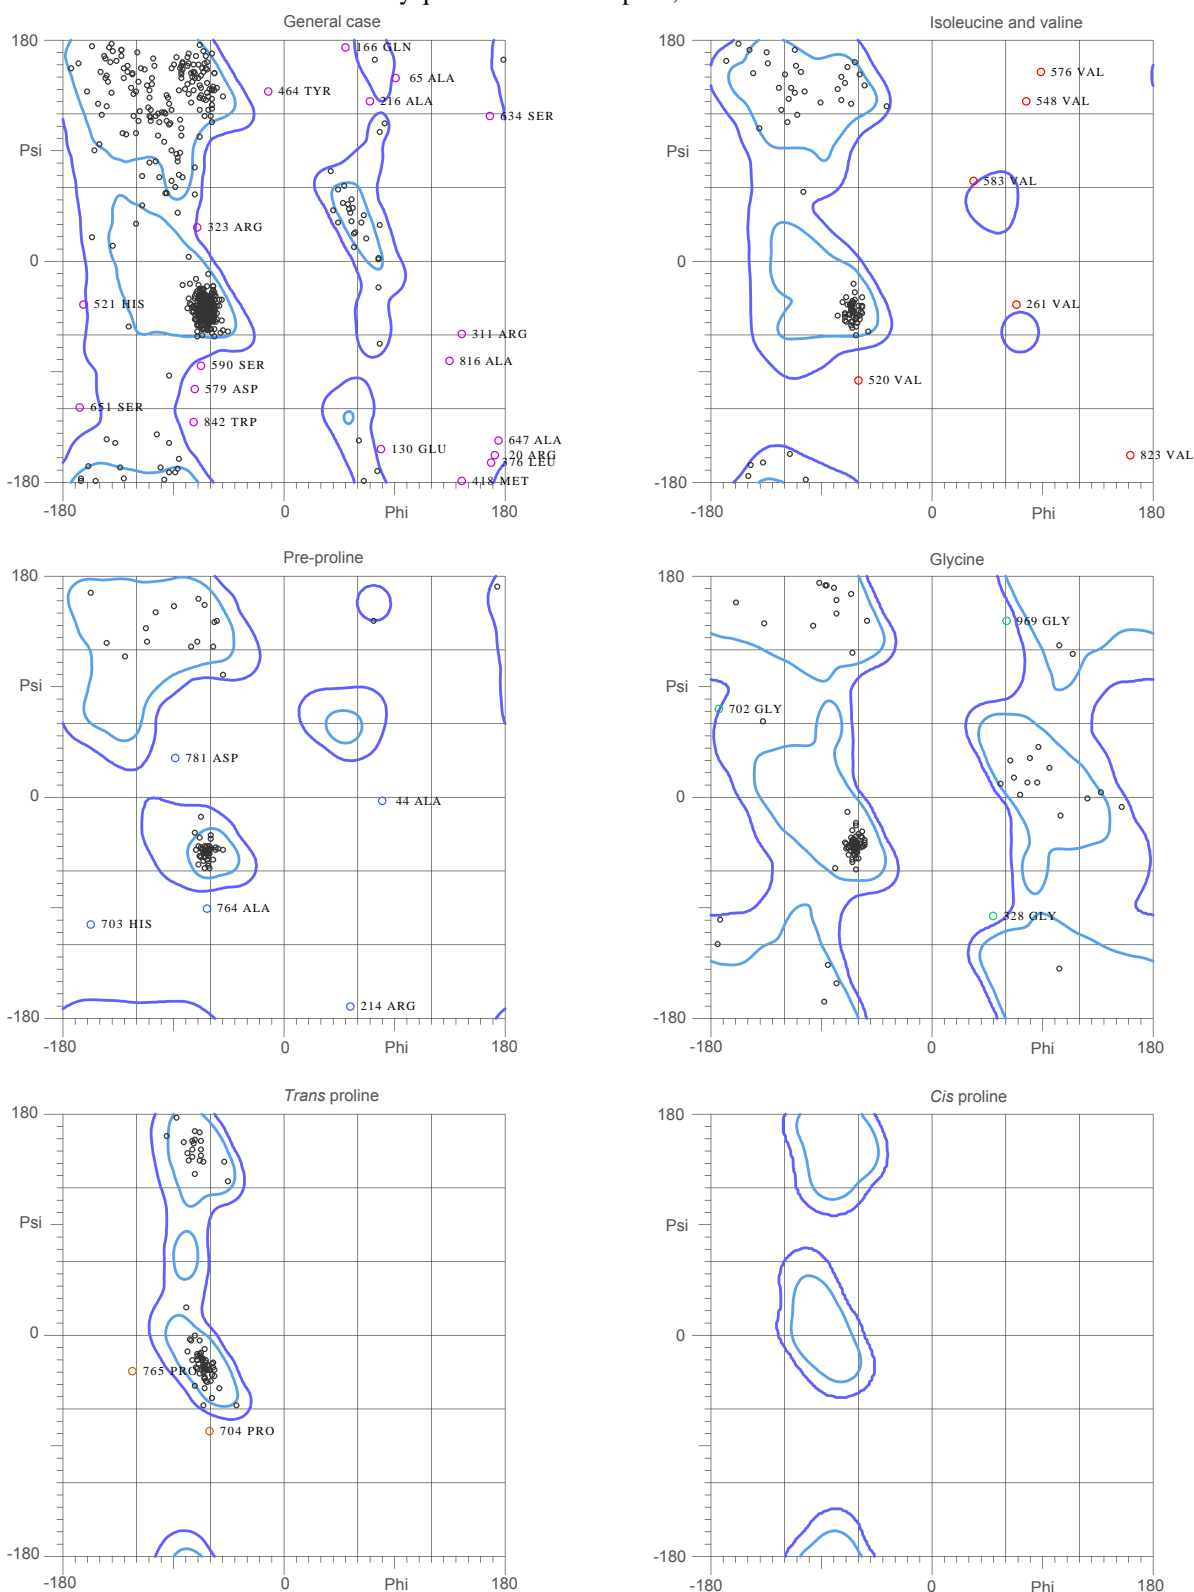 General case
Isoleucine and valine
180
Psi
0
-180
-180
0
Phi
180
166 GLN
65 ALA
464 TYR
216 ALA
634 SER
323 ARG
521 HIS
311 ARG
816 ALA
590 SER
579 ASP
651 SER
842 TRP
647 ALA
130 GLU
20 ARG
376 LEU
418 MET
180
Psi
0
-180
-180
0
Phi
180
576 VAL
548 VAL
583 VAL
261 VAL
520 VAL
823 VAL
Pre-proline
Glycine
180
Psi
0
-180
-180
0
Phi
180
781 ASP
44 ALA
764 ALA
703 HIS
214 ARG
180
Psi
0
-180
-180
0
Phi
180
969 GLY
702 GLY
328 GLY
Trans proline
Cis proline
180
Psi
0
-180
-180
0
Phi
180
765 PRO
704 PRO
180
Psi
0
-180
-180
0
Phi
180